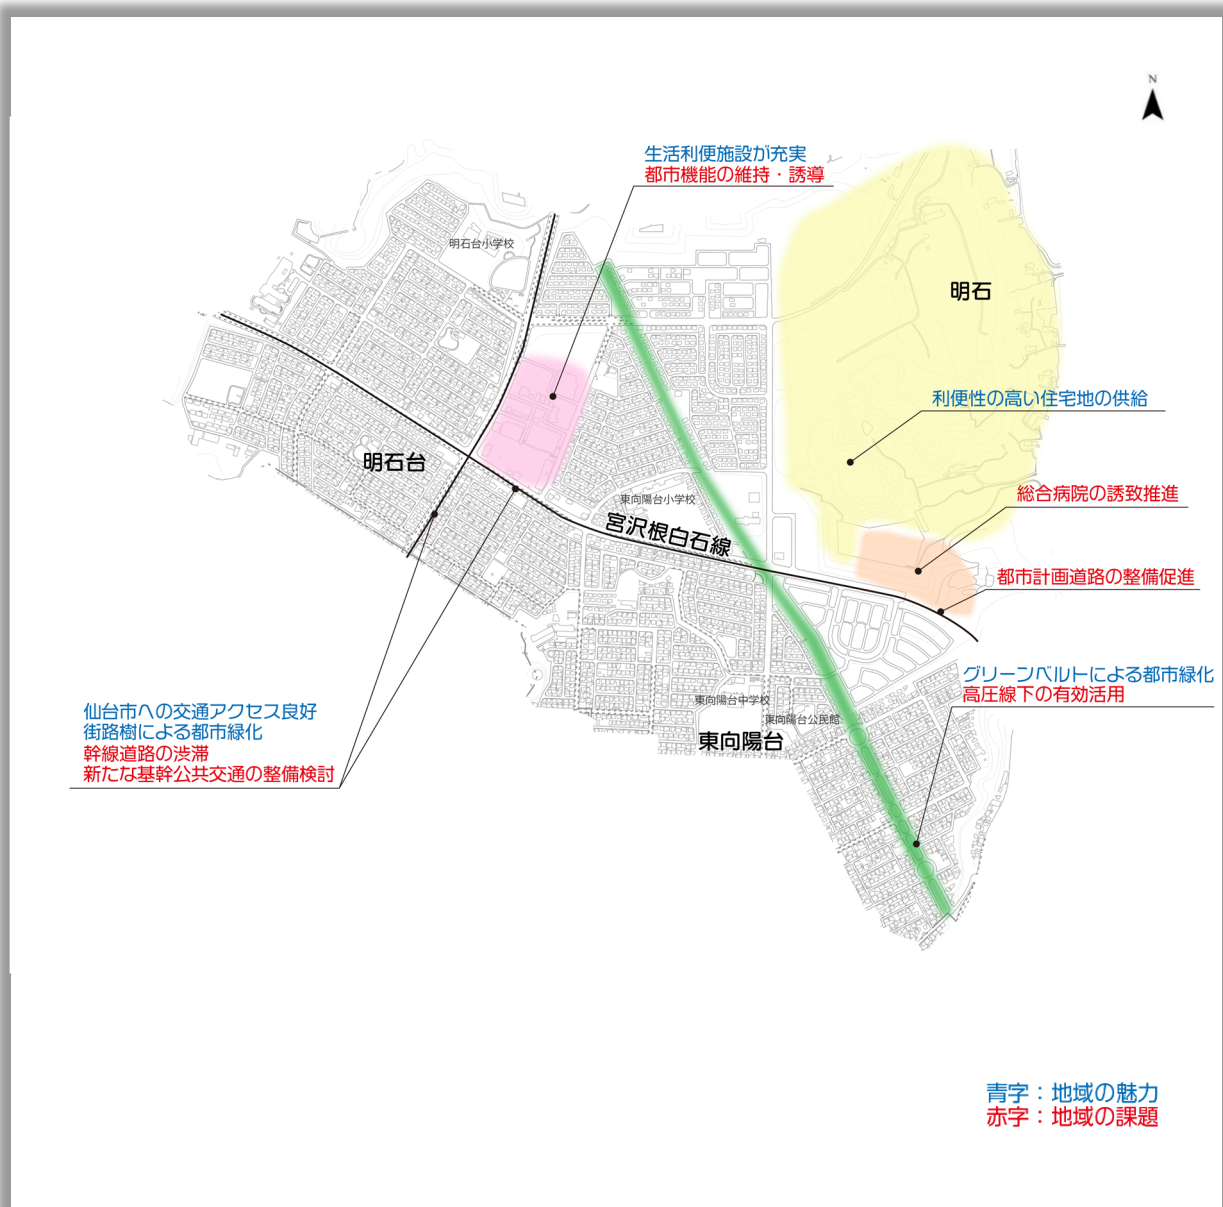 N
生活利便施設が充実
都市機能の維持・誘導
明石台小学校
明石
利便性の高い住宅地の供給
明石台
総合病院の誘致推進
東向陽台小学校
宮沢根白石線
都市計画道路の整備促進
グリーンベルトによる都市緑化
高圧線下の有効活用
東向陽台中学校
東向陽台公民館
東向陽台
仙台市への交通アクセス良好
街路樹による都市緑化
幹線道路の渋滞
新たな基幹公共交通の整備検討
青字：地域の魅力
赤字：地域の課題